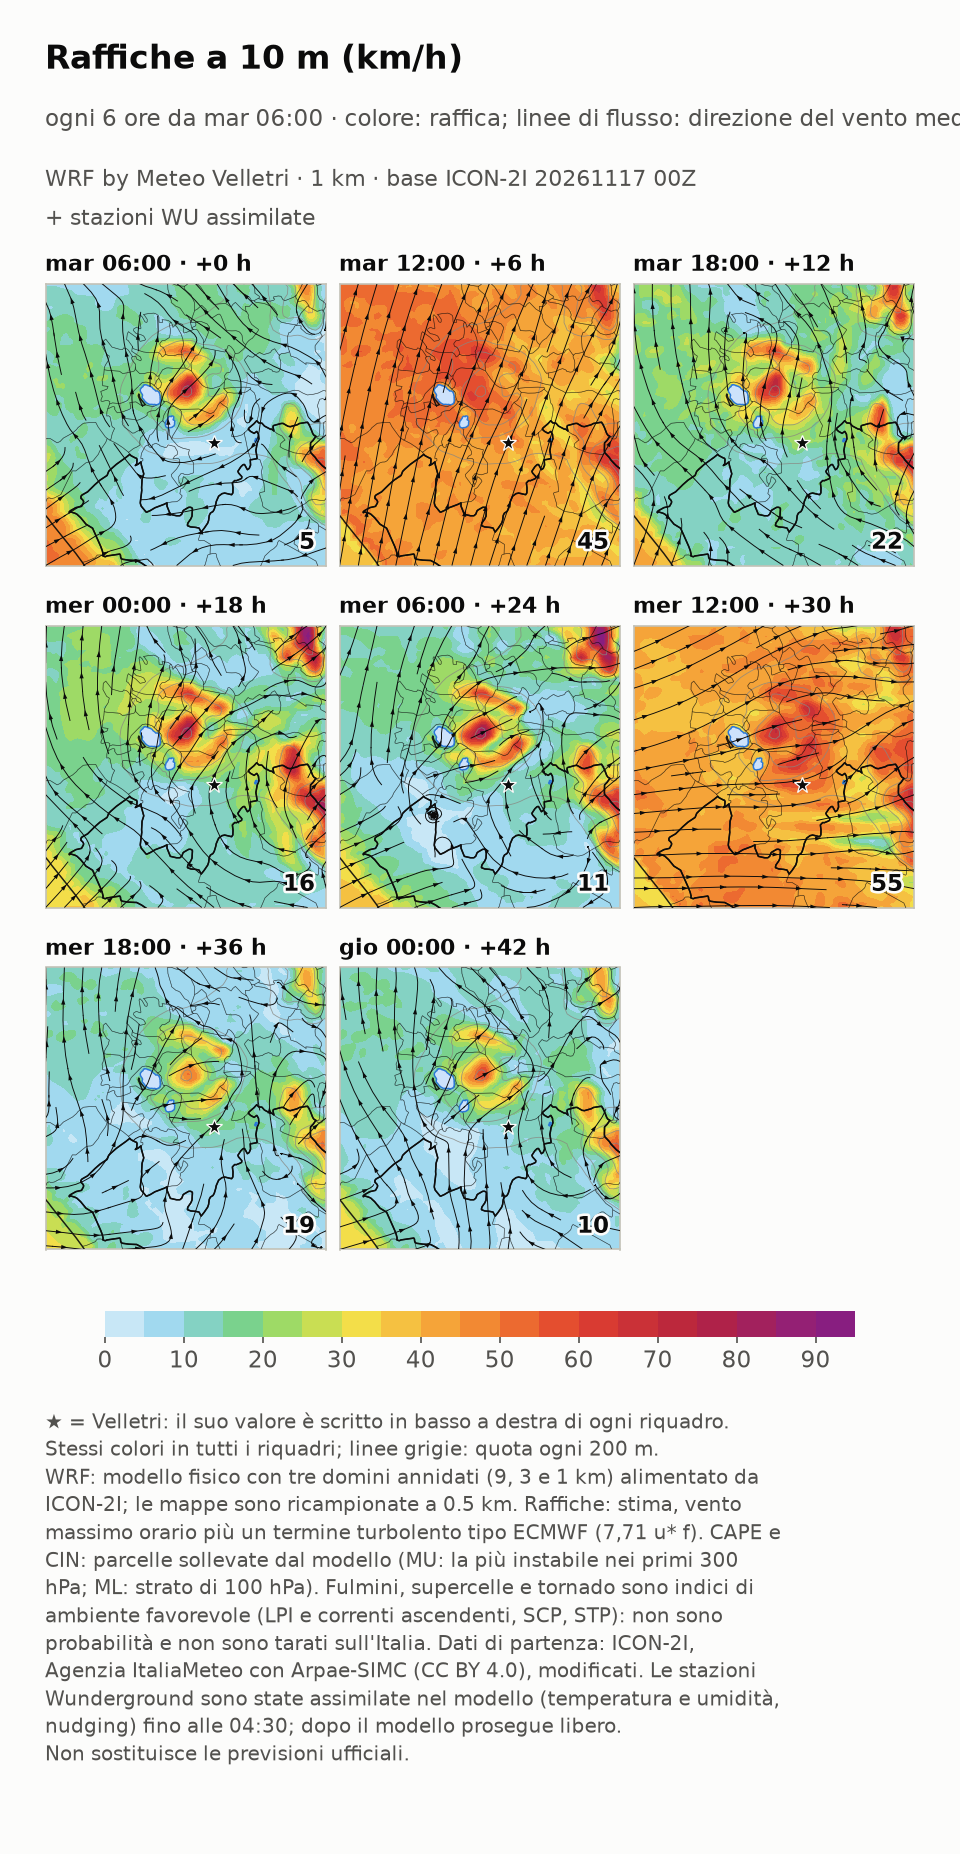 Raffiche a 10 m (km/h)
ogni 6 ore da mar 06:00 · colore: raffica; linee di flusso: direzione del vento med
WRF by Meteo Velletri · 1 km · base ICON-2I 20261117 00Z
+ stazioni WU assimilate
mar 06:00 · +0 h
mar 12:00 · +6 h
mar 18:00 · +12 h
5
45
22
mer 00:00 · +18 h
mer 06:00 · +24 h
mer 12:00 · +30 h
16
11
55
mer 18:00 · +36 h
gio 00:00 · +42 h
19
10
0 10 20 30 40 50 60 70 80 90
★ = Velletri: il suo valore è scritto in basso a destra di ogni riquadro.
Stessi colori in tutti i riquadri; linee grigie: quota ogni 200 m.
WRF: modello fisico con tre domini annidati (9, 3 e 1 km) alimentato da
ICON-2I; le mappe sono ricampionate a 0.5 km. Raffiche: stima, vento
massimo orario più un termine turbolento tipo ECMWF (7,71 u* f). CAPE e
CIN: parcelle sollevate dal modello (MU: la più instabile nei primi 300
hPa; ML: strato di 100 hPa). Fulmini, supercelle e tornado sono indici di
ambiente favorevole (LPI e correnti ascendenti, SCP, STP): non sono
probabilità e non sono tarati sull'Italia. Dati di partenza: ICON-2I,
Agenzia ItaliaMeteo con Arpae-SIMC (CC BY 4.0), modificati. Le stazioni
Wunderground sono state assimilate nel modello (temperatura e umidità,
nudging) fino alle 04:30; dopo il modello prosegue libero.
Non sostituisce le previsioni ufficiali.